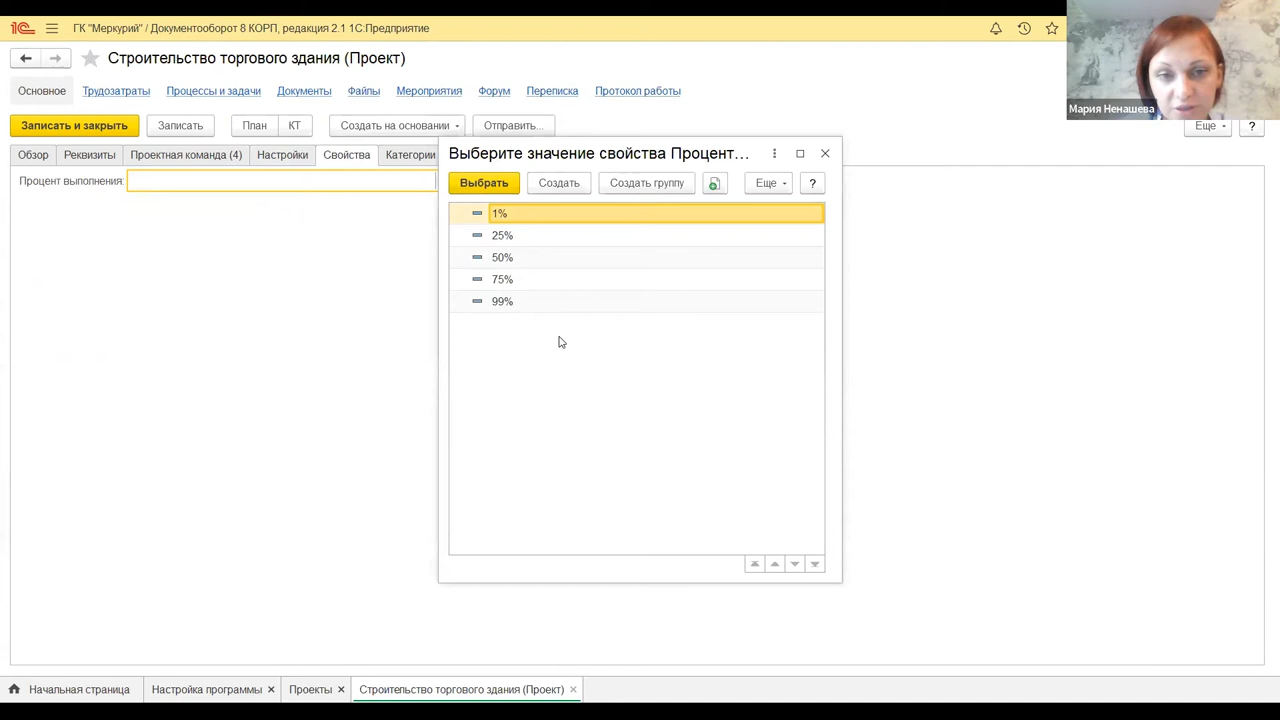 1С ГК "Меркурий" / Документооборот 8 КОРП, редакция 2.1 1С:Предприятие
Строительство торгового здания (Проект)
Основное Трудозатраты Процессы и задачи Документы Файлы Мероприятия Форум Переписка Протокол работы
Мария Ненашева
Записать и закрыть Записать План КТ Создать на основании Отправить... Еще ?
Обзор Реквизиты Проектная команда (4) Настройки Свойства Категории
Процент выполнения:
Выберите значение свойства Процент...
Выбрать Создать Создать группу Еще ?
1%
25%
50%
75%
99%
Начальная страница Настройка программы Проекты Строительство торгового здания (Проект)